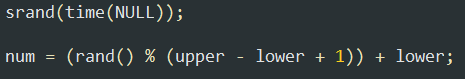 srand(time(NULL));
num = (rand() % (upper - lower + 1)) + lower;